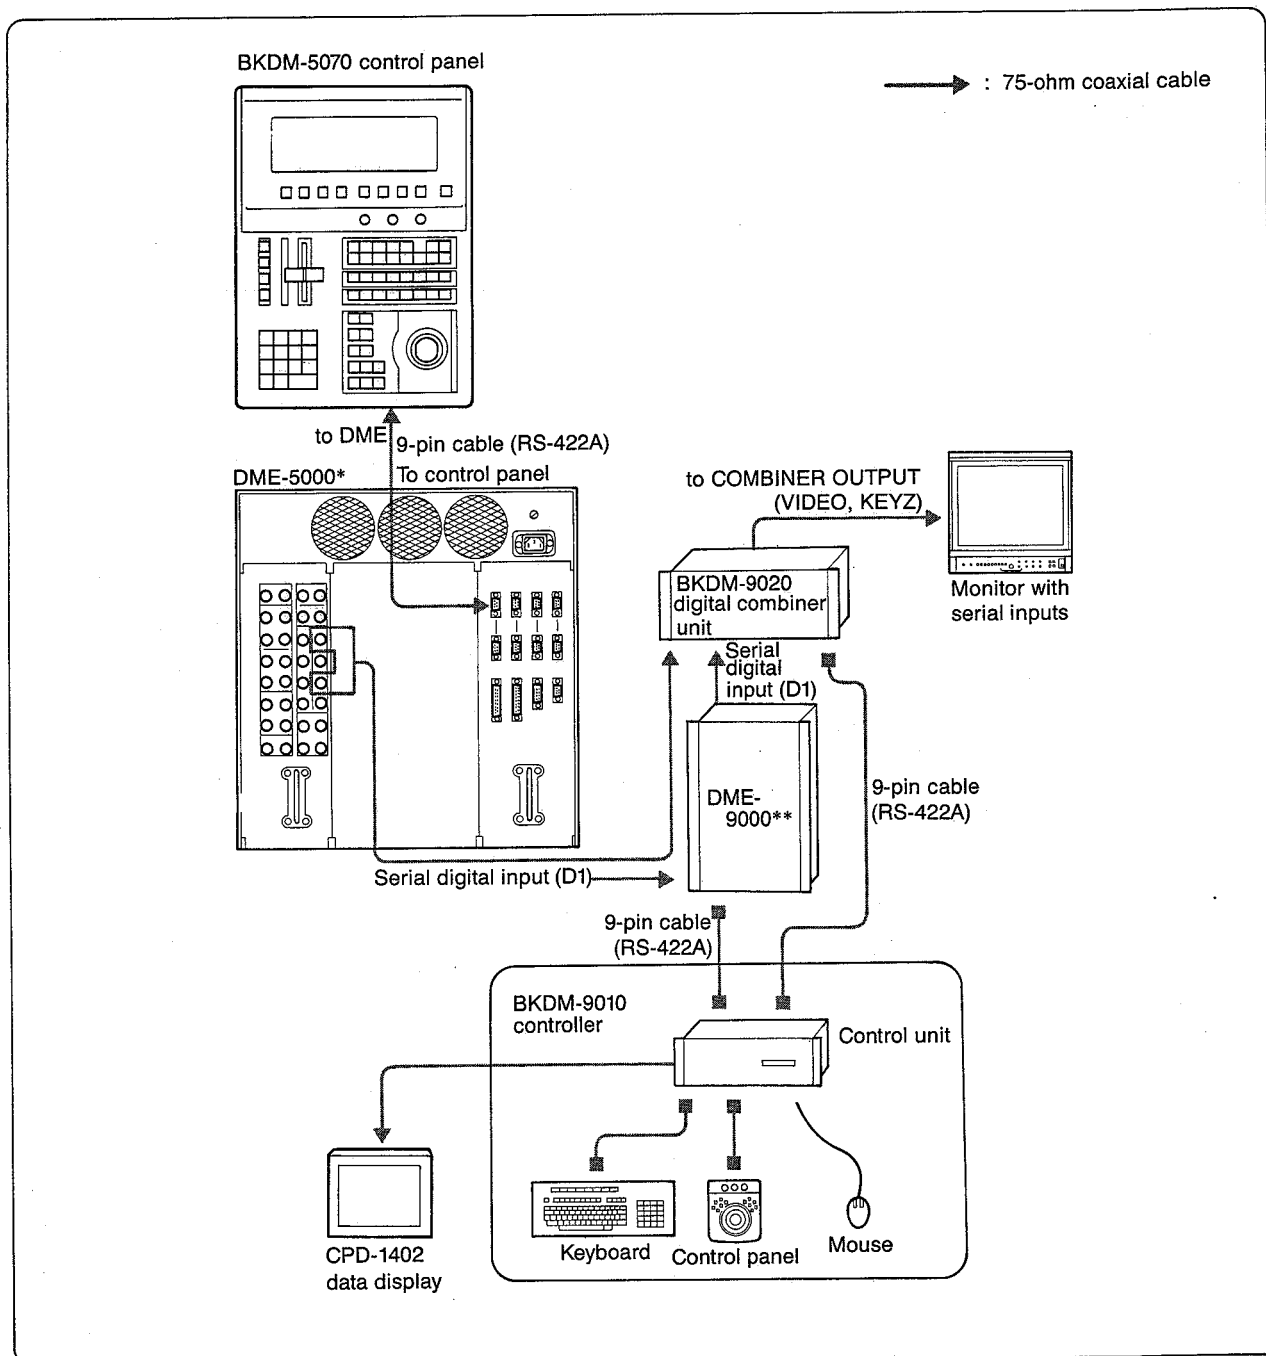 BKDM-5070 control panel
: 75-ohm coaxial cable
to DME
9-pin cable (RS-422A)
DME-5000*
To control panel
to COMBINER OUTPUT
(VIDEO, KEYZ)
BKDM-9020
digital combiner
unit
Monitor with
serial inputs
Serial
digital
input (D1)
DME-
9000**
9-pin cable
(RS-422A)
Serial digital input (D1)
9-pin cable
(RS-422A)
BKDM-9010
controller
Control unit
CPD-1402
data display
Keyboard
Control panel
Mouse